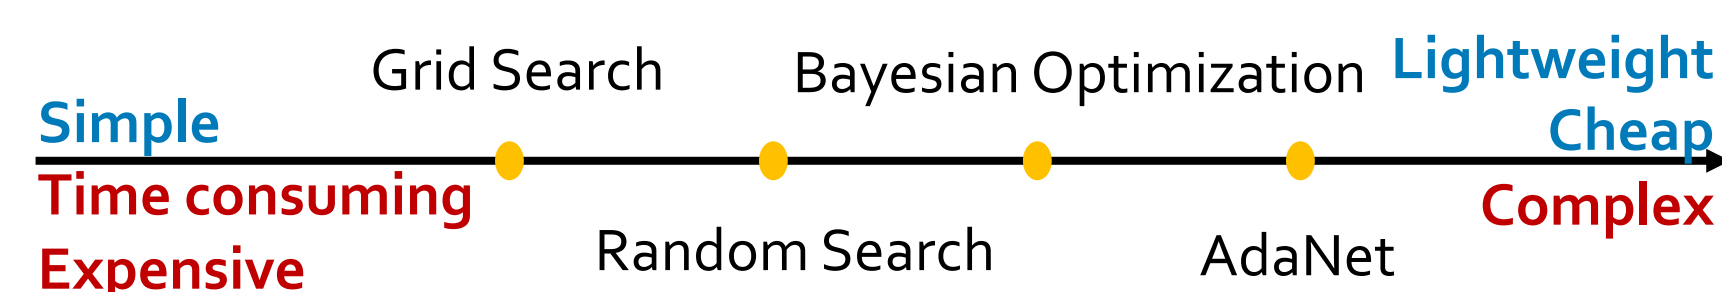 Grid Search
Bayesian Optimization
Lightweight
Cheap
Simple
Time consuming
Expensive
Complex
Random Search
AdaNet